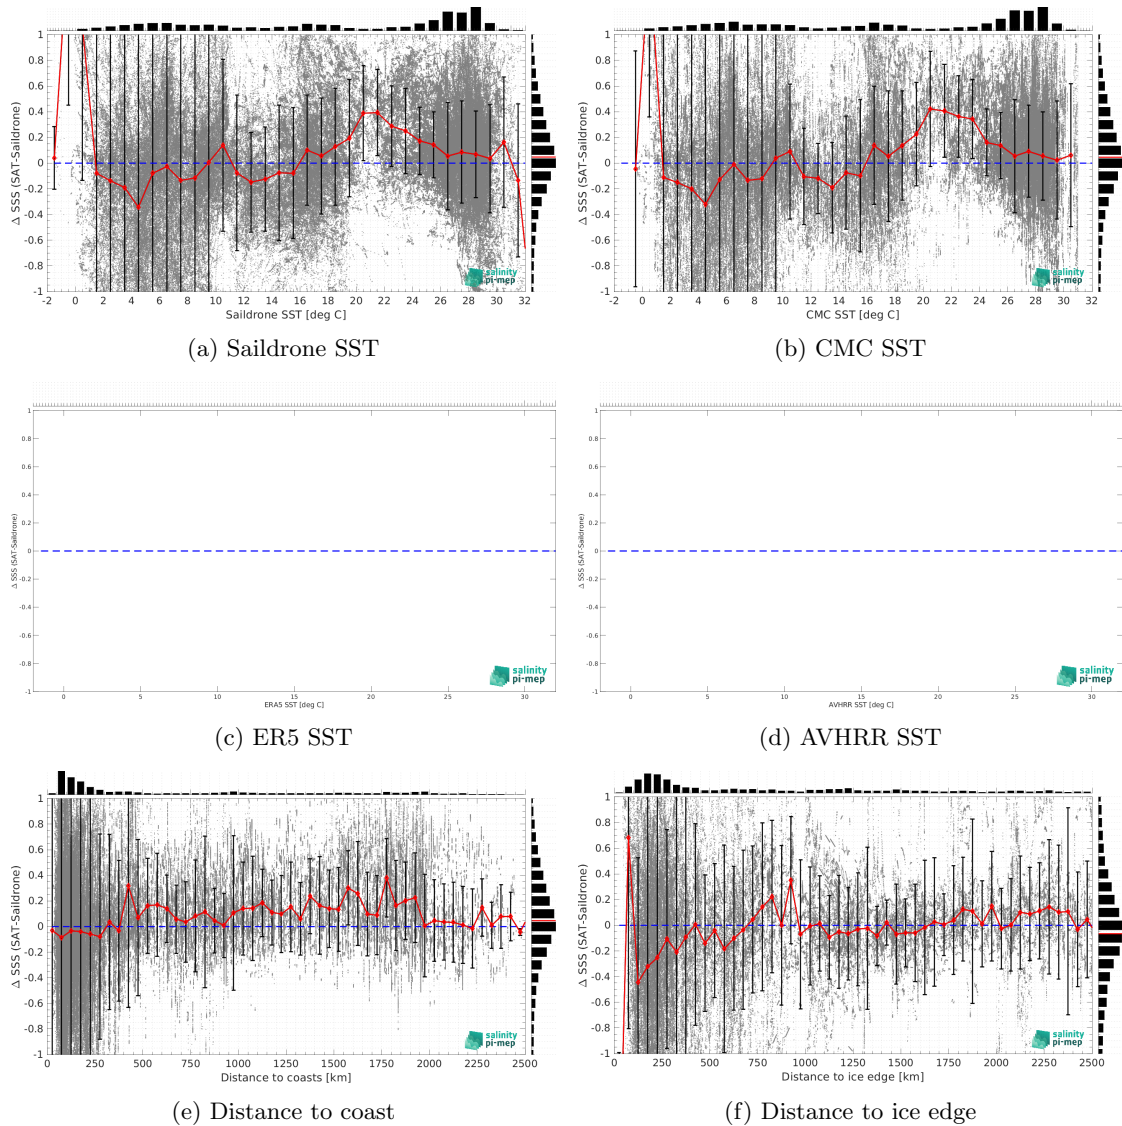 1
0.8
0.6
0.4
0.2
0
-0.2
-0.4
-0.6
-0.8
-1
Δ SSS (SAT-Saildrone)
-2 0 2 4 6 8 10 12 14 16 18 20 22 24 26 28 30 32
Saildrone SST [deg C]
salinity
pi-mep
(a) Saildrone SST
1
0.8
0.6
0.4
0.2
0
-0.2
-0.4
-0.6
-0.8
-1
Δ SSS (SAT-Saildrone)
-2 0 2 4 6 8 10 12 14 16 18 20 22 24 26 28 30 32
CMC SST [deg C]
salinity
pi-mep
(b) CMC SST
1
0.8
0.6
0.4
0.2
0
-0.2
-0.4
-0.6
-0.8
-1
Δ SSS (SAT-Saildrone)
0 5 10 15 20 25 30
ERA5 SST [deg C]
salinity
pi-mep
(c) ER5 SST
1
0.8
0.6
0.4
0.2
0
-0.2
-0.4
-0.6
-0.8
-1
Δ SSS (SAT-Saildrone)
0 5 10 15 20 25 30
AVHRR SST [deg C]
salinity
pi-mep
(d) AVHRR SST
1
0.8
0.6
0.4
0.2
0
-0.2
-0.4
-0.6
-0.8
-1
Δ SSS (SAT-Saildrone)
0 250 500 750 1000 1250 1500 1750 2000 2250 2500
Distance to coasts [km]
salinity
pi-mep
(e) Distance to coast
1
0.8
0.6
0.4
0.2
0
-0.2
-0.4
-0.6
-0.8
-1
Δ SSS (SAT-Saildrone)
0 250 500 750 1000 1250 1500 1750 2000 2250 2500
Distance to ice edge [km]
salinity
pi-mep
(f) Distance to ice edge